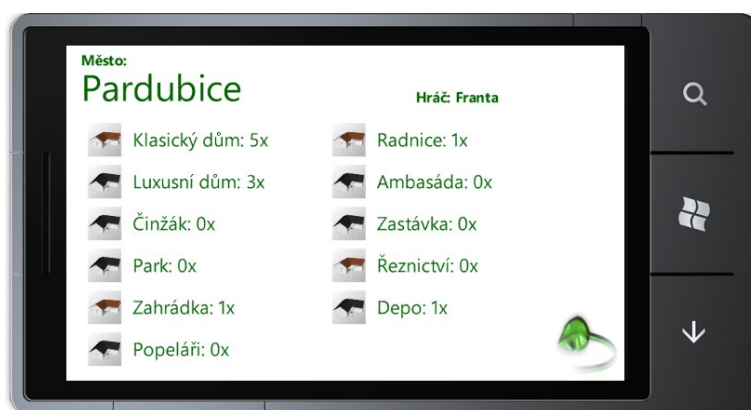 Město:
Pardubice
Hráč: Franta
Klasický dům: 5x
Luxusní dům: 3x
Činžák: 0x
Park: 0x
Zahrádka: 1x
Popeláři: 0x
Radnice: 1x
Ambasáda: 0x
Zastávka: 0x
Řeznictví: 0x
Depo: 1x